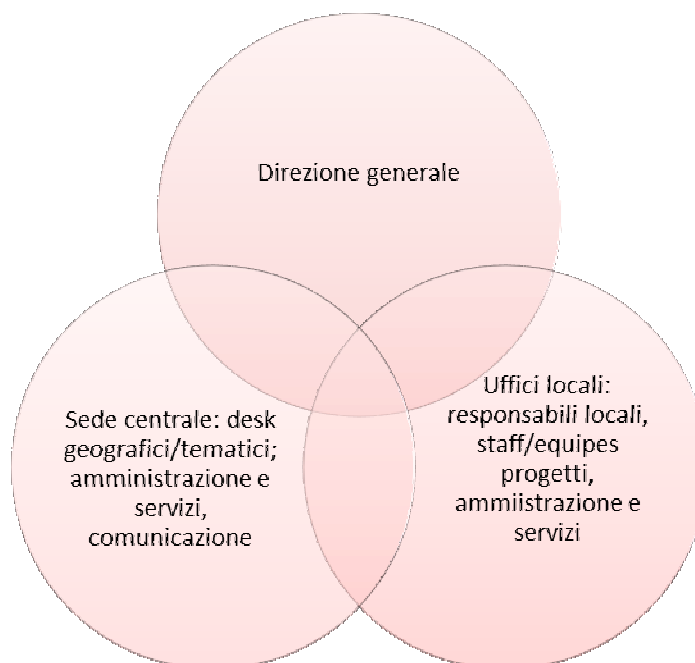 Direzione generale
Sede centrale: desk
geografici/tematici;
amministrazione e
servizi,
comunicazione
Uffici locali:
responsabili locali,
staff/equipes
progetti,
ammiistrazione e
servizi